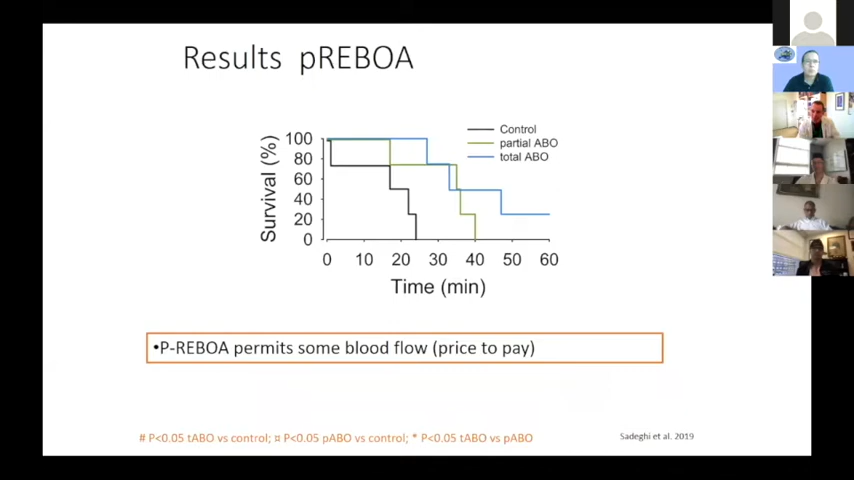 Results pREBOA
Control
partial ABO
total ABO
Survival (%)
100
80
60
40
20
0
0 10 20 30 40 50 60
Time (min)
•P-REBOA permits some blood flow (price to pay)
# P<0.05 tABO vs control; ¤ P<0.05 pABO vs control; * P<0.05 tABO vs pABO
Sadeghi et al. 2019